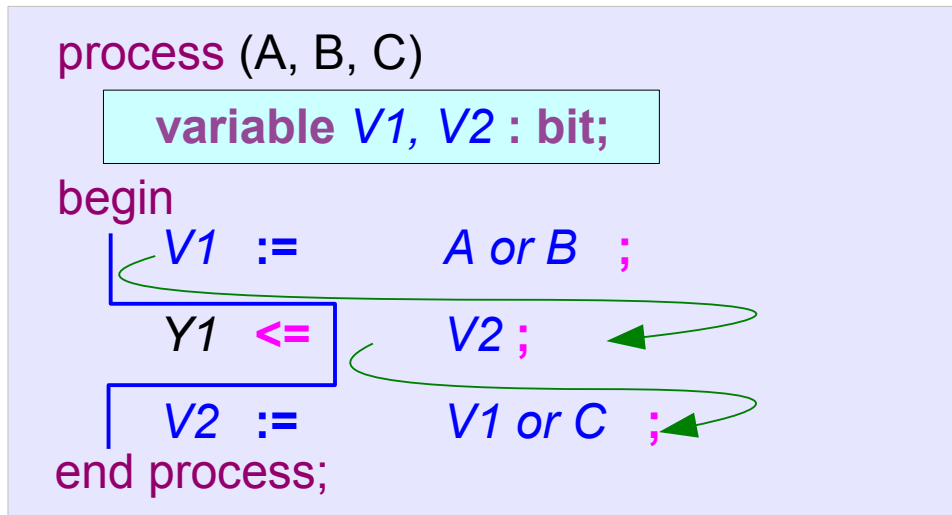 process (A, B, C)
variable V1, V2 : bit;
begin
V1 := A or B ;
Y1 <= V2 ;
V2 := V1 or C ;
end process;